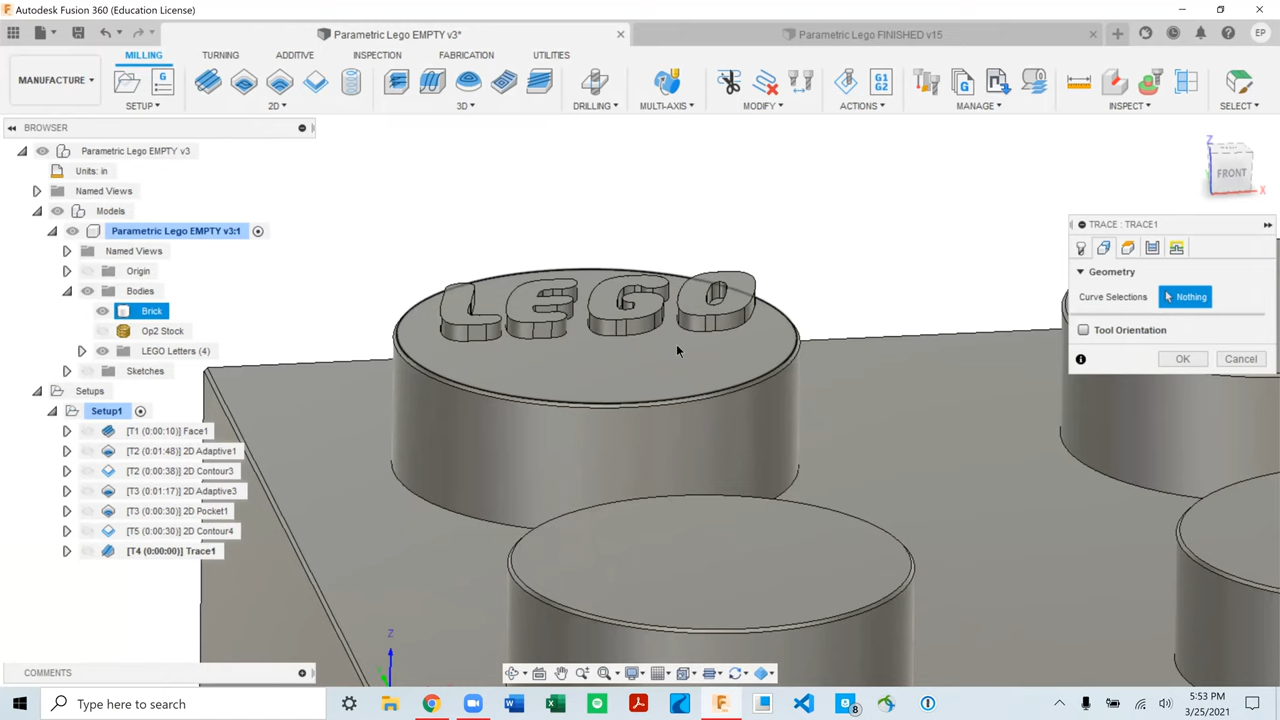 Autodesk Fusion 360 (Education License)
Parametric Lego EMPTY v3*
Parametric Lego FINISHED v15
EP
MILLING
TURNING
ADDITIVE
INSPECTION
FABRICATION
UTILITIES
MANUFACTURE
G
G1
G2
SETUP
2D
3D
DRILLING
MULTI-AXIS
MODIFY
ACTIONS
MANAGE
INSPECT
SELECT
BROWSER
Parametric Lego EMPTY v3
Units: in
Named Views
Models
Parametric Lego EMPTY v3:1
Named Views
Origin
Bodies
Brick
Op2 Stock
LEGO Letters (4)
Sketches
Setups
Setup1
[T1 (0:00:10)] Face1
[T2 (0:01:48)] 2D Adaptive1
[T2 (0:00:38)] 2D Contour3
[T3 (0:01:17)] 2D Adaptive3
[T3 (0:00:30)] 2D Pocket1
[T5 (0:00:30)] 2D Contour4
[T4 (0:00:00)] Trace1
LEGO
Z
FRONT
X
TRACE : TRACE1
Geometry
Curve Selections
Nothing
Tool Orientation
OK
Cancel
Z
COMMENTS
Type here to search
8
5:53 PM
3/25/2021